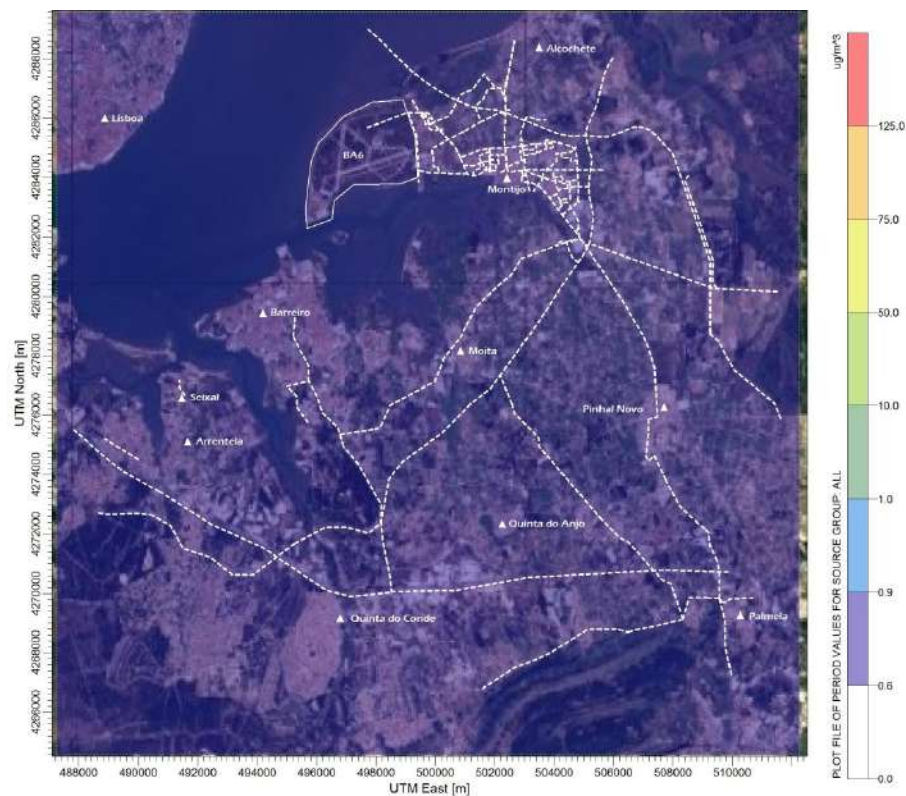 ug/m^3
Alcochete
Lisboa
BA6
Montijo
Barreiro
Moita
Seixal
Pinhal Novo
Arrentela
Quinta do Anjo
Quinta do Conde
Palmela
UTM North [m]
4288000
4286000
4284000
4282000
4280000
4278000
4276000
4274000
4272000
4270000
4268000
4266000
488000 490000 492000 494000 496000 498000 500000 502000 504000 506000 508000 510000
UTM East [m]
PLOT FILE OF PERIOD VALUES FOR SOURCE GROUP: ALL
125.0
75.0
50.0
10.0
1.0
0.9
0.6
0.0